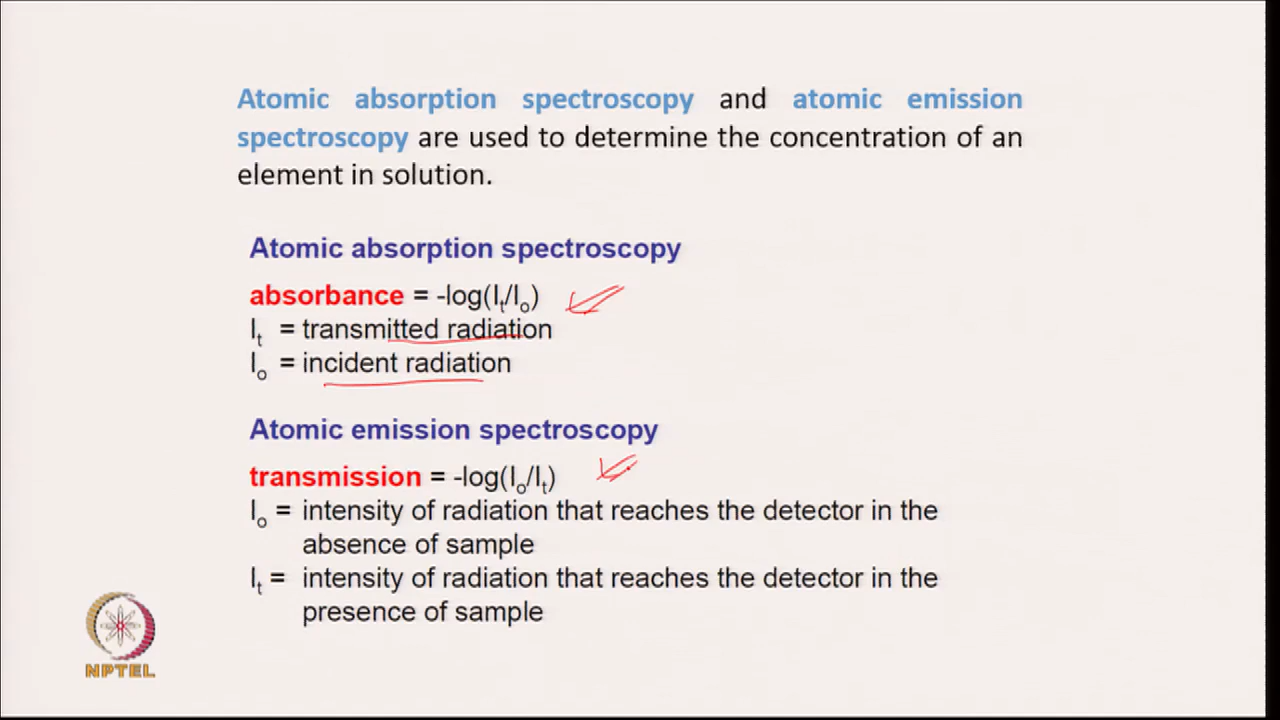 Atomic absorption spectroscopy and atomic emission
spectroscopy are used to determine the concentration of an
element in solution.
Atomic absorption spectroscopy
absorbance = -log(It/Io)
It = transmitted radiation
Io = incident radiation
Atomic emission spectroscopy
transmission = -log(Io/It)
Io = intensity of radiation that reaches the detector in the
absence of sample
It = intensity of radiation that reaches the detector in the
presence of sample
NPTEL